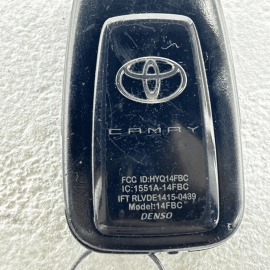 CAMRY
FCC ID:HYQ14FBC
IC:1551A-14FBC
IFT RLVDE1415-0439
Model:14FBC
DENSO